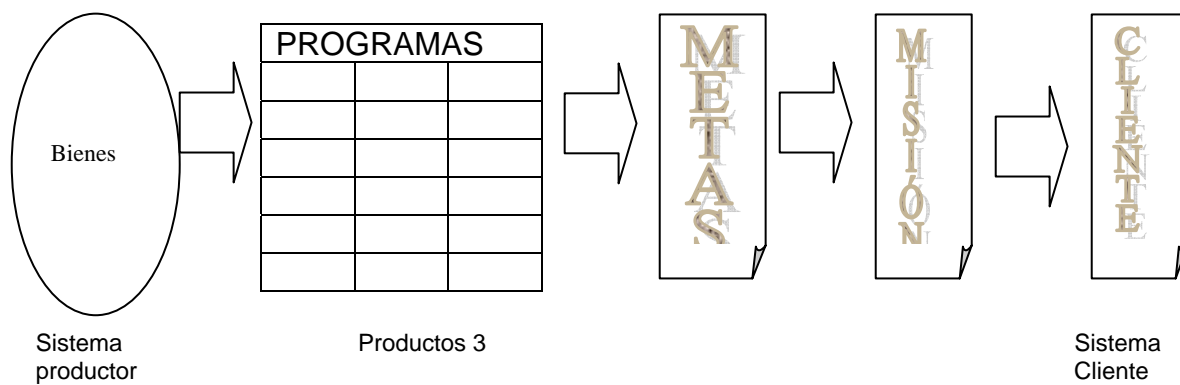 PROGRAMAS
Bienes
METAS
MISIÓN
CLIENTE
Sistema
productor
Productos 3
Sistema
Cliente